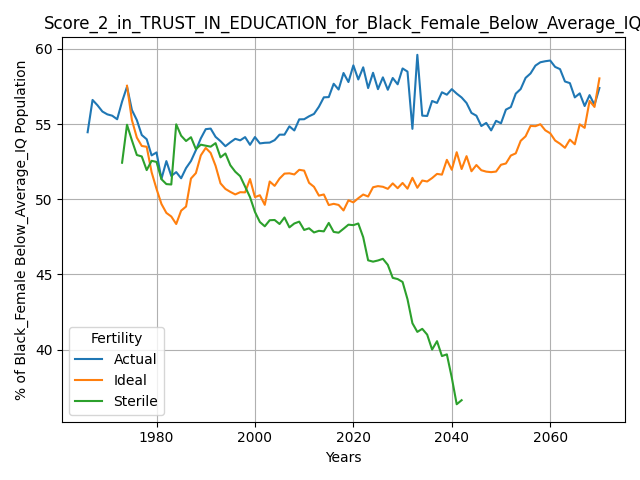 Score_2_in_TRUST_IN_EDUCATION_for_Black_Female_Below_Average_IQ
% of Black_Female Below_Average_IQ Population
60
55
50
45
40
Fertility
Actual
Ideal
Sterile
1980
2000
2020
2040
2060
Years